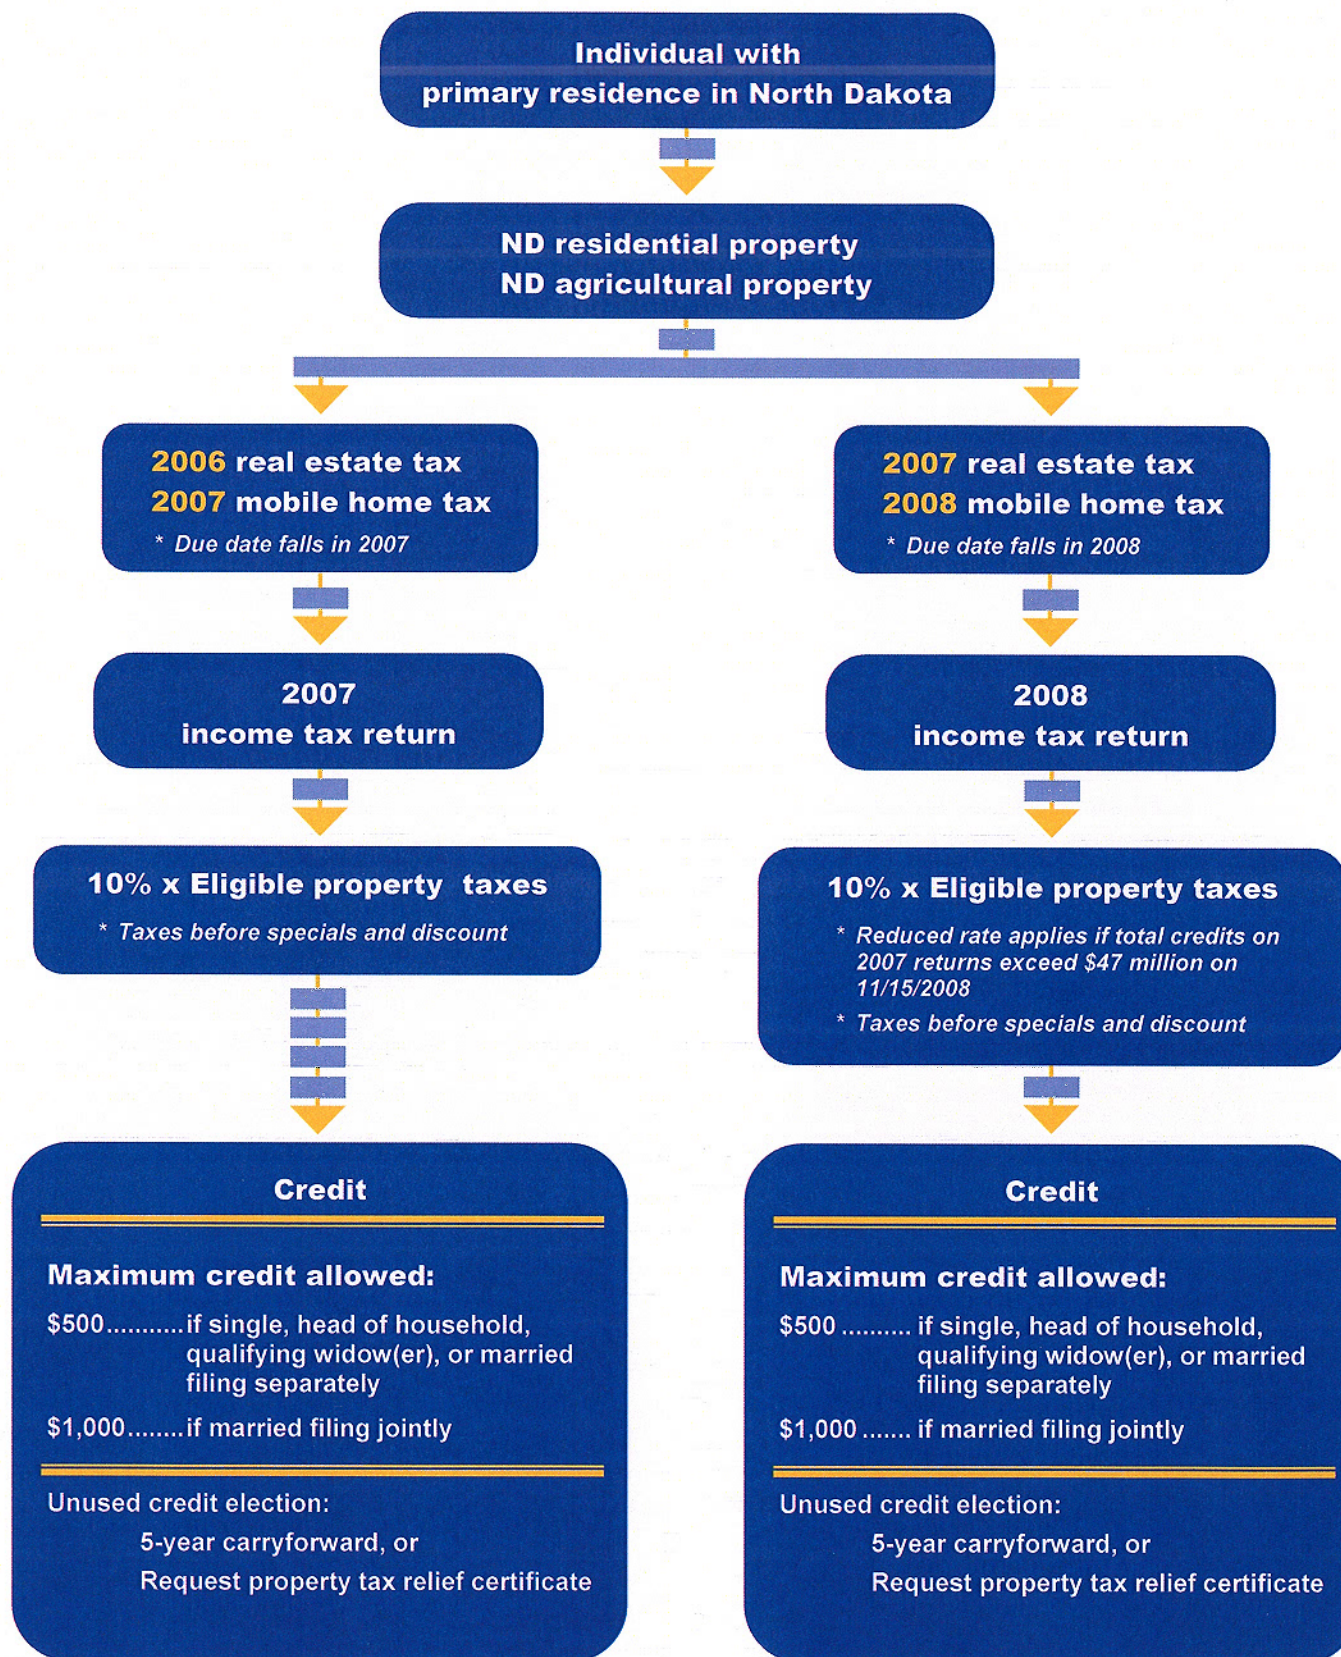 Individual with
primary residence in North Dakota
ND residential property
ND agricultural property
2006 real estate tax
2007 mobile home tax
* Due date falls in 2007
2007
income tax return
10% x Eligible property taxes
* Taxes before specials and discount
Credit
Maximum credit allowed:
$500...........if single, head of household,
qualifying widow(er), or married
filing separately
$1,000........if married filing jointly
Unused credit election:
5-year carryforward, or
Request property tax relief certificate
2007 real estate tax
2008 mobile home tax
* Due date falls in 2008
2008
income tax return
10% x Eligible property taxes
* Reduced rate applies if total credits on
2007 returns exceed $47 million on
11/15/2008
* Taxes before specials and discount
Credit
Maximum credit allowed:
$500 .......... if single, head of household,
qualifying widow(er), or married
filing separately
$1,000 ....... if married filing jointly
Unused credit election:
5-year carryforward, or
Request property tax relief certificate